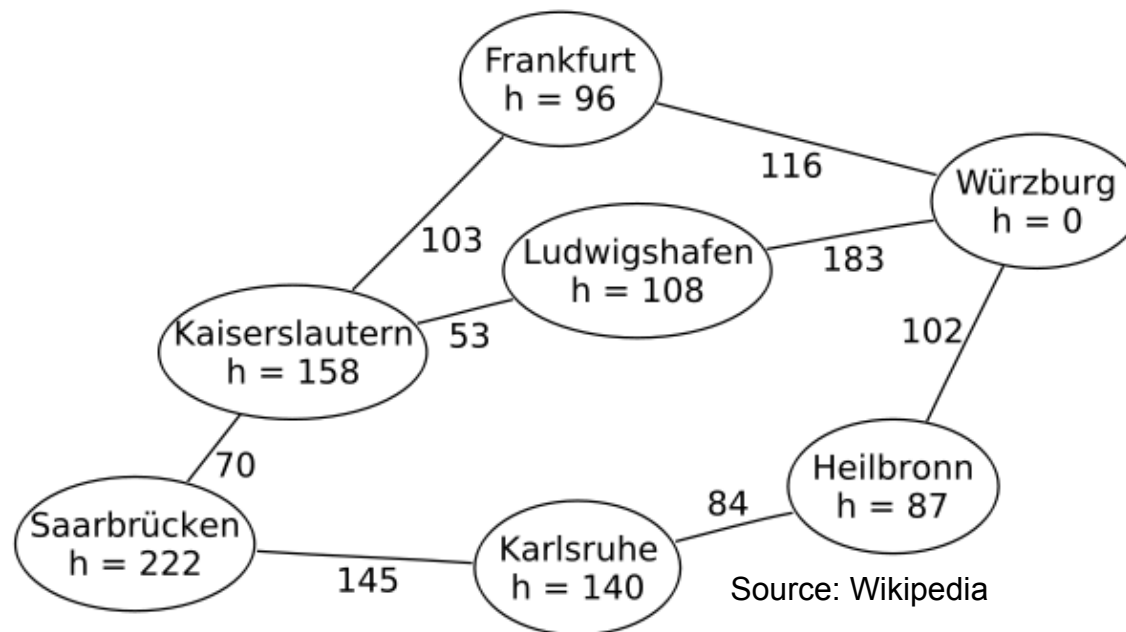 Frankfurt
h = 96
116
Würzburg
h = 0
103
Ludwigshafen
h = 108
183
Kaiserslautern
h = 158
53
102
70
Heilbronn
h = 87
84
Saarbrücken
h = 222
145
Karlsruhe
h = 140
Source: Wikipedia